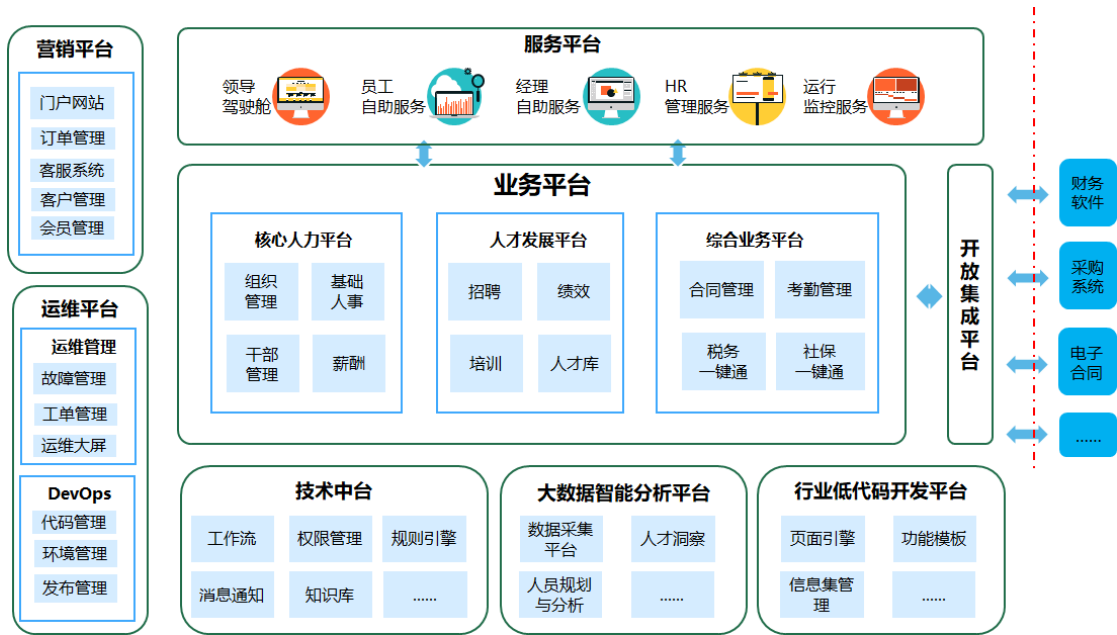 营销平台
门户网站
订单管理
客服系统
客户管理
会员管理
运维平台
运维管理
故障管理
工单管理
运维大屏
DevOps
代码管理
环境管理
发布管理
服务平台
领导
驾驶舱
员工
自助服务
经理
自助服务
HR
管理服务
运行
监控服务
业务平台
核心人力平台
组织
管理
基础
人事
干部
管理
薪酬
人才发展平台
招聘
绩效
培训
人才库
综合业务平台
合同管理
考勤管理
税务
一键通
社保
一键通
开
放
集
成
平
台
财务
软件
采购
系统
电子
合同
......
技术中台
工作流
权限管理
规则引擎
消息通知
知识库
......
大数据智能分析平台
数据采集
平台
人才洞察
人员规划
与分析
......
行业低代码开发平台
页面引擎
功能模板
信息集管
理
......